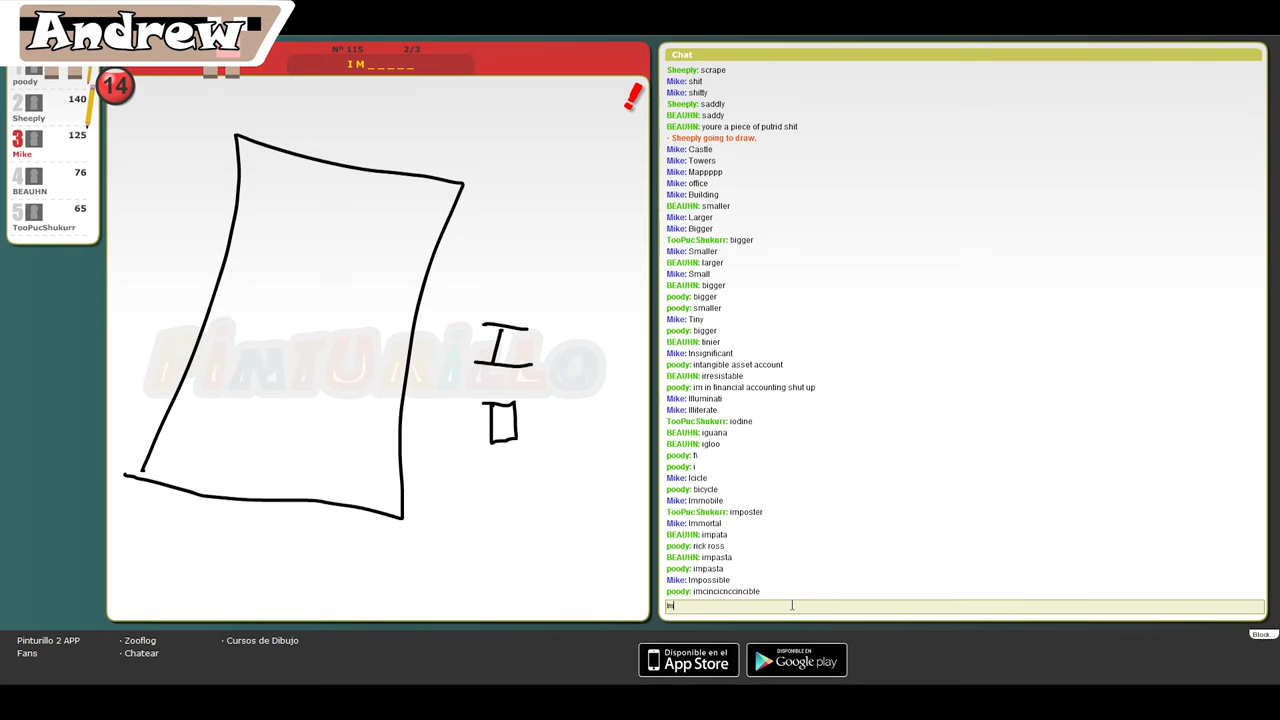 Andrew
Nº 115
2/3
I M _ _ _ _ _
14
1
poody
2
140
Sheeply
3
125
Mike
4
76
BEAUHN
5
65
TooPucShukurr
PINTURILLO
I
Chat
Sheeply: scrape
Mike: shit
Mike: shitty
Sheeply: saddly
BEAUHN: saddy
BEAUHN: youre a piece of putrid shit
- Sheeply going to draw.
Mike: Castle
Mike: Towers
Mike: Mappppp
Mike: office
Mike: Building
BEAUHN: smaller
Mike: Larger
Mike: Bigger
TooPucShukurr: bigger
Mike: Smaller
BEAUHN: larger
Mike: Small
BEAUHN: bigger
poody: bigger
poody: smaller
Mike: Tiny
poody: bigger
BEAUHN: tinier
Mike: Insignificant
poody: intangible asset account
BEAUHN: irresistable
poody: im in financial accounting shut up
Mike: Illuminati
Mike: Illiterate
TooPucShukurr: iodine
BEAUHN: iguana
BEAUHN: igloo
poody: f\
poody: i
Mike: Icicle
poody: bicycle
Mike: Immobile
TooPucShukurr: imposter
Mike: Immortal
BEAUHN: impata
poody: rick ross
BEAUHN: impasta
poody: impasta
Mike: Impossible
poody: imcincicnccincible
Im
Block...
Pinturillo 2 APP
· Zooflog
· Cursos de Dibujo
Fans
· Chatear
Disponible en el
App Store
DISPONIBLE EN
Google play